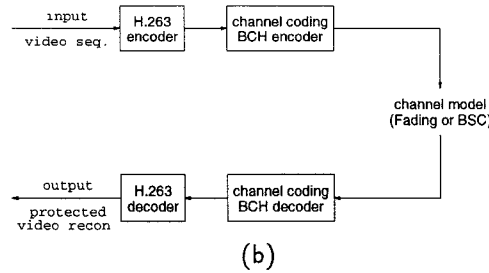 input
video seq.
H.263
encoder
channel coding
BCH encoder
channel model
(Fading or BSC)
output
protected
video recon
H.263
decoder
channel coding
BCH decoder
(b)